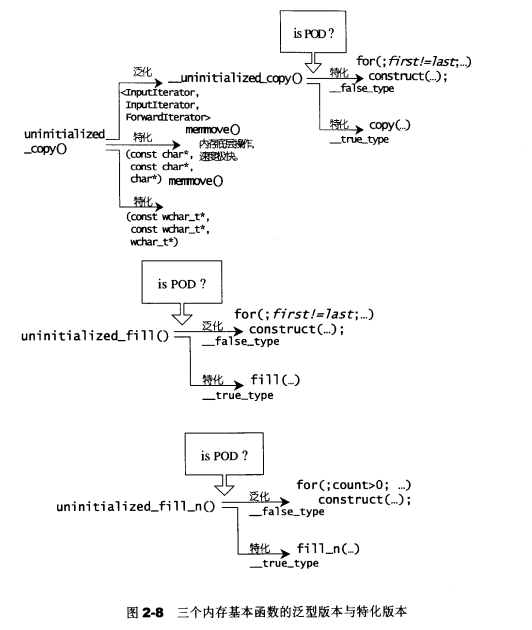 is POD ?
泛化
__uninitialized_copy()
特化
for(;first!=last;…)
construct(…);
__false_type
<InputIterator,
InputIterator,
ForwardIterator>
特化
copy(…)
__true_type
uninitialized
_copy()
特化
memmove()
内存底层操作,
速度极快。
(const char*,
const char*,
char*)
memmove()
特化
(const wchar_t*,
const wchar_t*,
wchar_t*)
is POD ?
for(;first!=last;…)
uninitialized_fill()
泛化
construct(…);
__false_type
特化
fill(…)
__true_type
is POD ?
for(;count>0; …)
uninitialized_fill_n()
泛化
construct(…);
__false_type
特化
fill_n(…)
__true_type
图 2-8 三个内存基本函数的泛型版本与特化版本